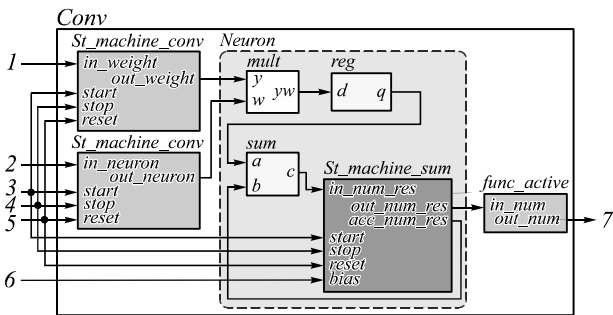 Conv
St_machine_conv
1
in_weight
out_weight
start
stop
reset
St_machine_conv
2
in_neuron
out_neuron
3
start
4
stop
5
reset
6
Neuron
mult
y
w
yw
reg
d
q
sum
a
b
c
St_machine_sum
in_num_res
out_num_res
acc_num_res
start
stop
reset
bias
func_active
in_num
out_num
7